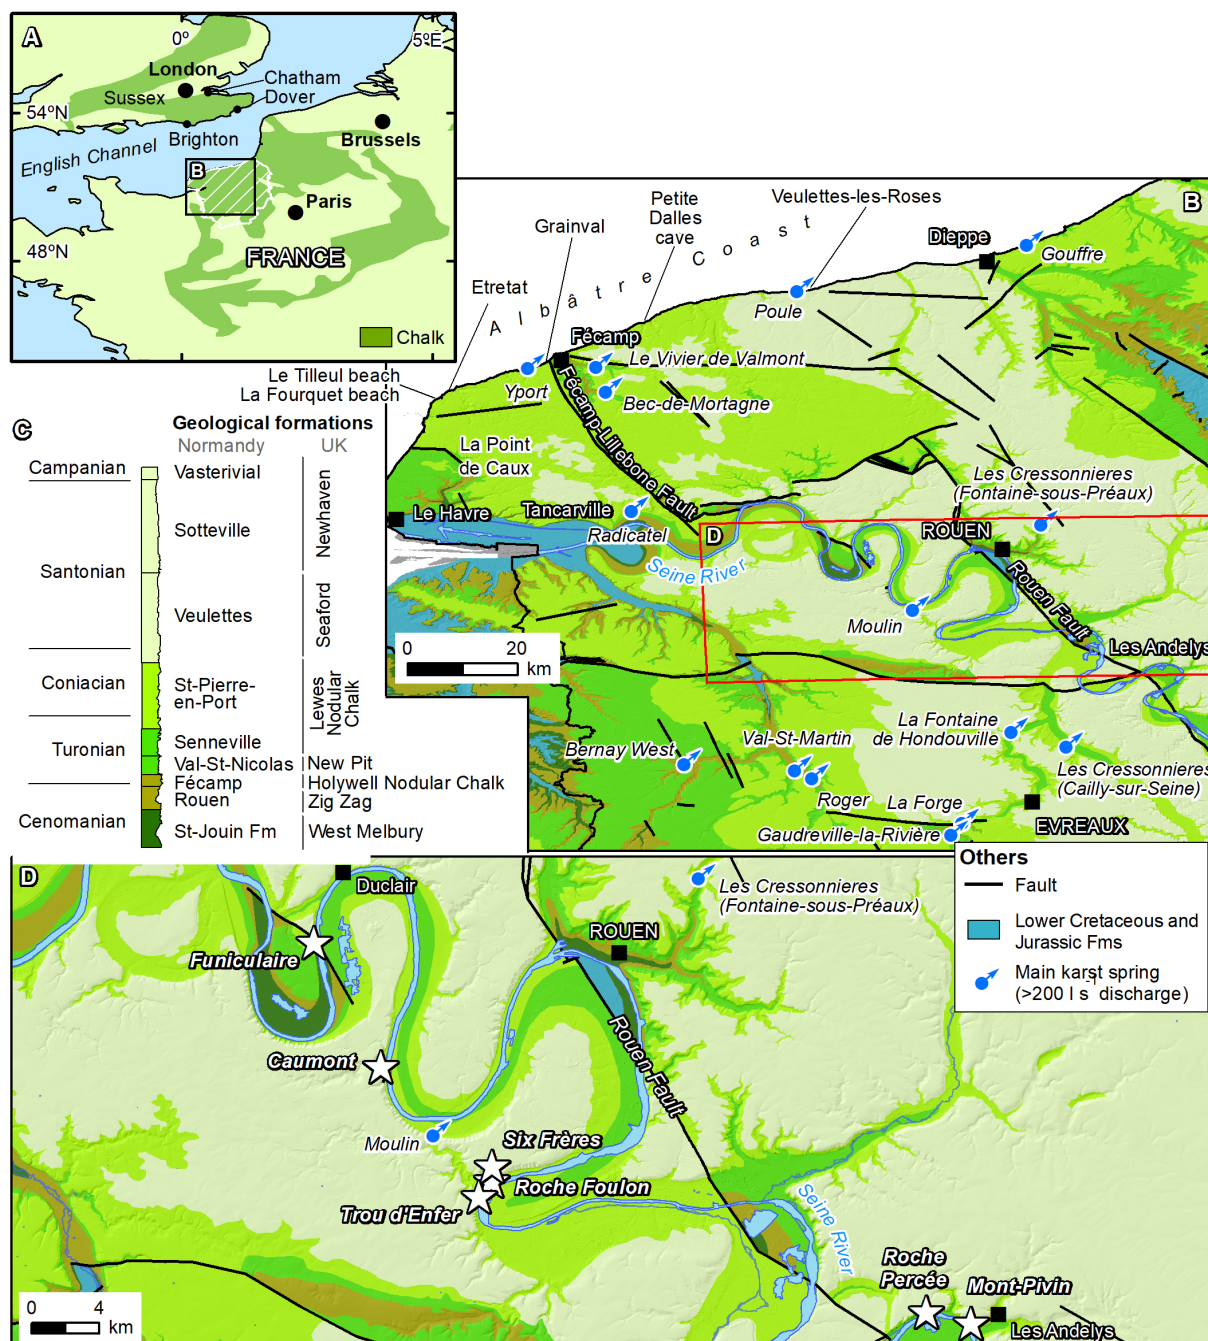 A
0º
5ºE
London
Chatham
Sussex
Dover
54ºN
Brighton
English Channel
Brussels
B
Paris
48ºN
FRANCE
Chalk
B
Petite
Dalles
cave
Veulettes-les-Roses
Grainval
Albâtre Coast
Dieppe
Gouffre
Etretat
Poule
Fécamp
Le Vivier de Valmont
Le Tilleul beach
La Fourquet beach
Yport
Bec-de-Mortagne
Fécamp-Lillebone Fault
La Point
de Caux
Les Cressonnieres
(Fontaine-sous-Préaux)
Tancarville
Le Havre
Radicatel
D
ROUEN
Seine River
Rouen Fault
Moulin
Les Andelys
0 20
km
La Fontaine
de Hondouville
Bernay West
Val-St-Martin
Les Cressonnieres
(Cailly-sur-Seine)
Roger
La Forge
Gaudreville-la-Rivière
EVREAUX
C
Geological formations
Normandy UK
Campanian
Vasterivial
Sotteville
Newhaven
Santonian
Veulettes
Seaford
Coniacian
St-Pierre-
en-Port
Lewes
Nodular
Chalk
Turonian
Senneville
Val-St-Nicolas
New Pit
Fécamp
Holywell Nodular Chalk
Rouen
Zig Zag
Cenomanian
St-Jouin Fm
West Melbury
Others
Fault
Lower Cretaceous and
Jurassic Fms
Main karst spring
(>200 l s-1 discharge)
D
Duclair
Les Cressonnieres
(Fontaine-sous-Préaux)
ROUEN
Funiculaire
Rouen Fault
Caumont
Moulin
Six Frères
Roche Foulon
Trou d'Enfer
Seine River
Roche
Percée
Mont-Pivin
Les Andelys
0 4
km